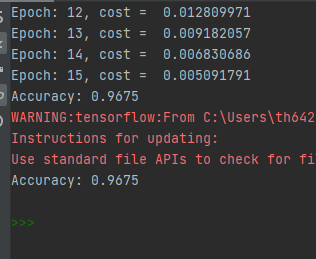 Epoch: 12, cost =  0.012809971
Epoch: 13, cost =  0.009182057
Epoch: 14, cost =  0.006830686
Epoch: 15, cost =  0.005091791
Accuracy: 0.9675
WARNING:tensorflow:From C:\Users\th642
Instructions for updating:
Use standard file APIs to check for fi
Accuracy: 0.9675
>>>